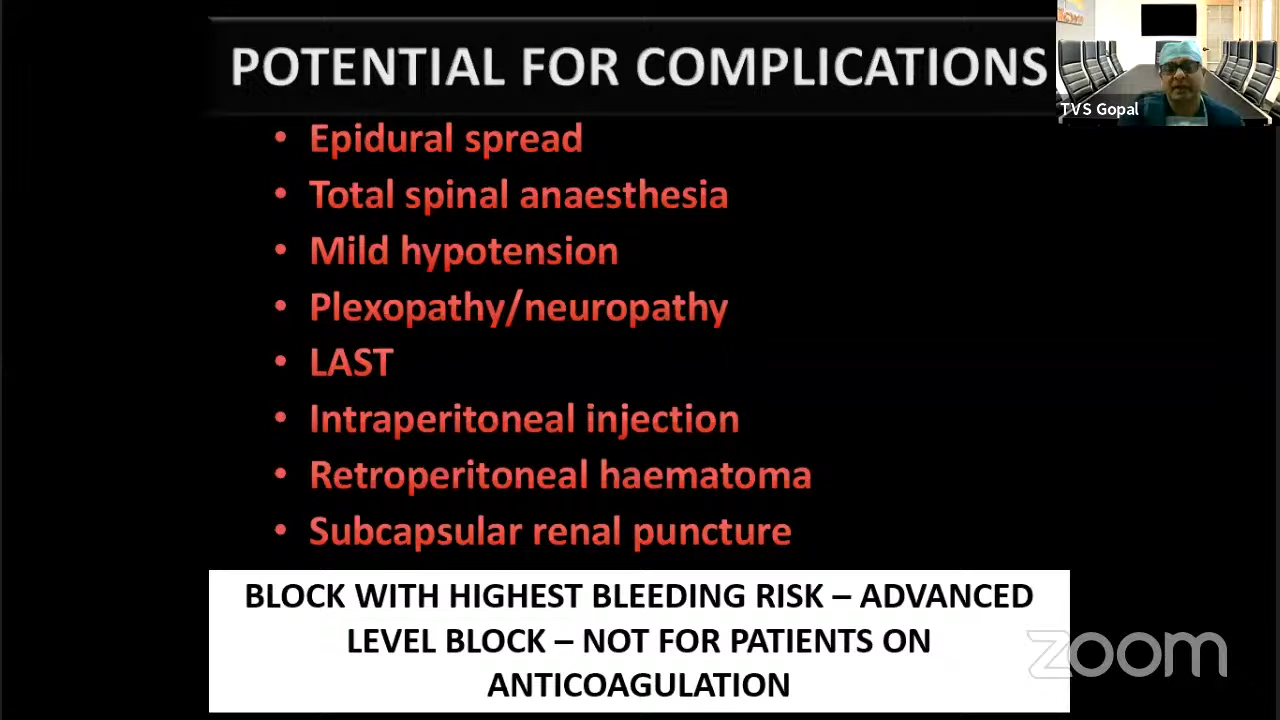 POTENTIAL FOR COMPLICATIONS
TVS Gopal
• Epidural spread
• Total spinal anaesthesia
• Mild hypotension
• Plexopathy/neuropathy
• LAST
• Intraperitoneal injection
• Retroperitoneal haematoma
• Subcapsular renal puncture
BLOCK WITH HIGHEST BLEEDING RISK – ADVANCED
LEVEL BLOCK – NOT FOR PATIENTS ON
ANTICOAGULATION
zoom